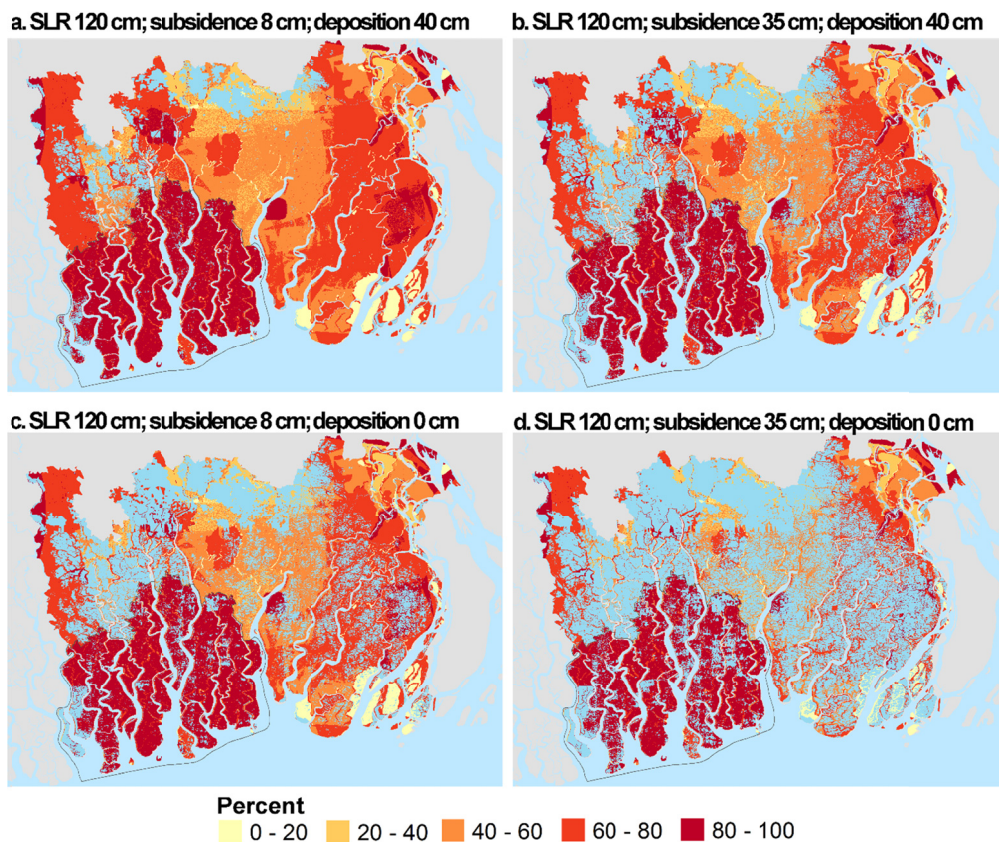 a. SLR 120 cm; subsidence 8 cm; deposition 40 cm
b. SLR 120 cm; subsidence 35 cm; deposition 40 cm
c. SLR 120 cm; subsidence 8 cm; deposition 0 cm
d. SLR 120 cm; subsidence 35 cm; deposition 0 cm
Percent
0 - 20 20 - 40 40 - 60 60 - 80 80 - 100